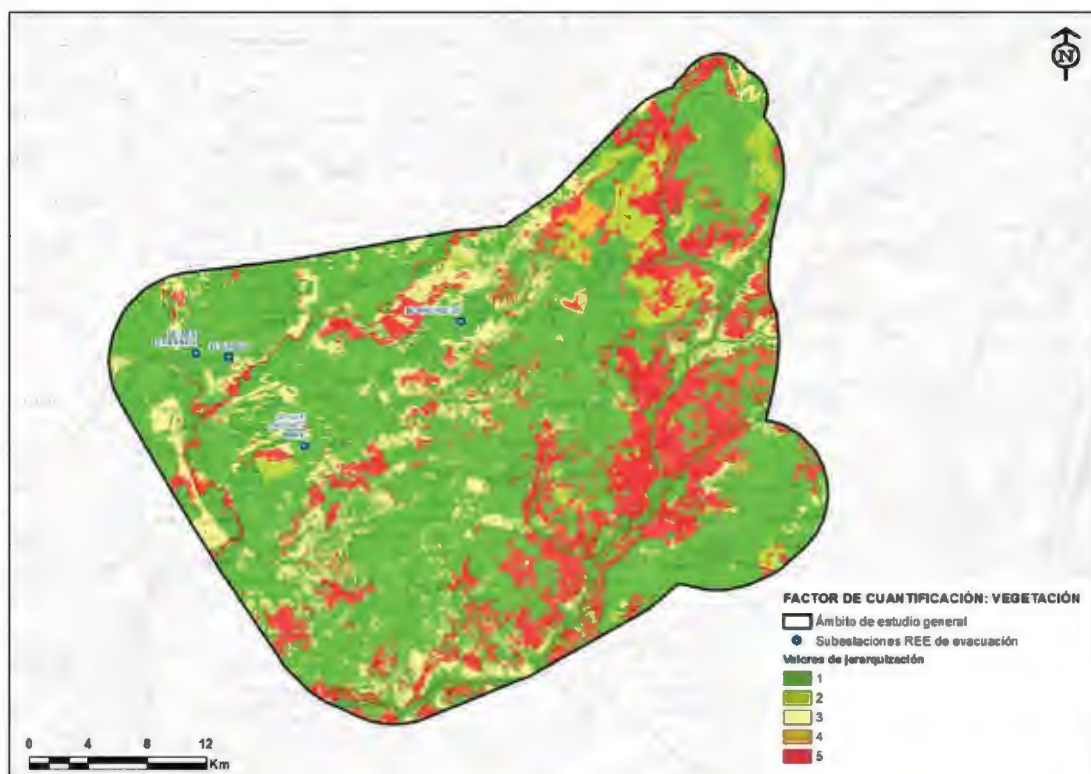 N
FACTOR DE CUANTIFICACIÓN: VEGETACIÓN
Ámbito de estudio general
Subestaciones REE de evacuación
Valores de jerarquización
1
2
3
4
5
0 4 8 12
Km